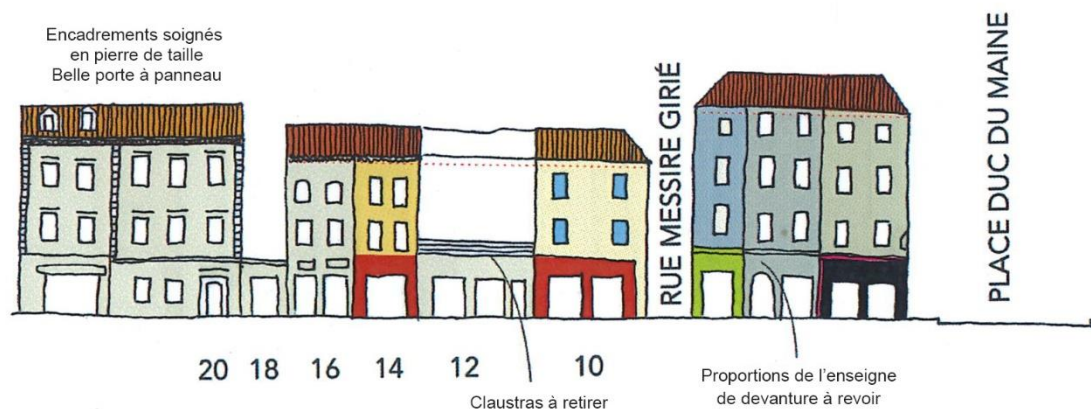 Encadrements soignés
en pierre de taille
Belle porte à panneau
RUE MESSIRE GIRIÉ
PLACE DUC DU MAINE
20 18 16 14 12 10
Claustras à retirer
Proportions de l'enseigne
de devanture à revoir